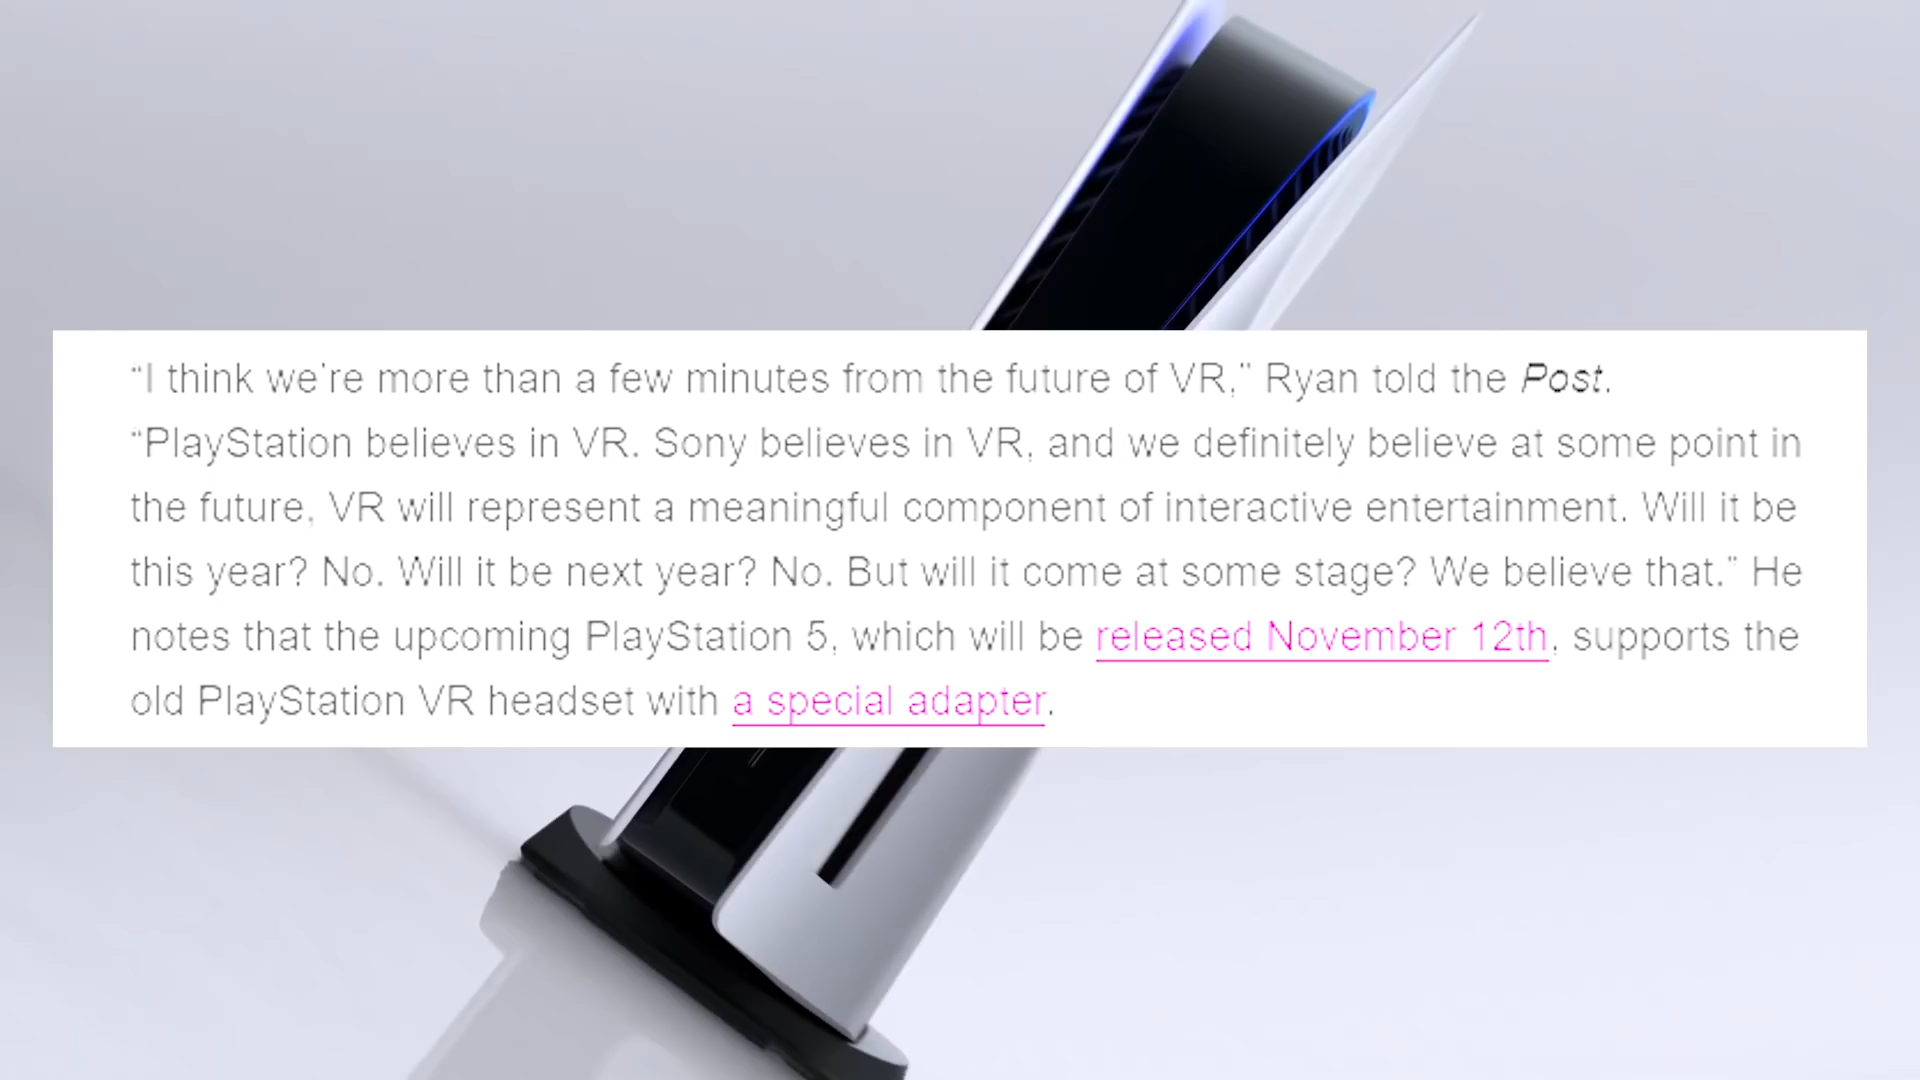 “I think we’re more than a few minutes from the future of VR,” Ryan told the Post.
“PlayStation believes in VR. Sony believes in VR, and we definitely believe at some point in
the future, VR will represent a meaningful component of interactive entertainment. Will it be
this year? No. Will it be next year? No. But will it come at some stage? We believe that.” He
notes that the upcoming PlayStation 5, which will be released November 12th, supports the
old PlayStation VR headset with a special adapter.